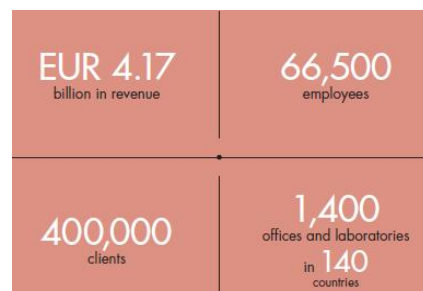 EUR 4.17
billion in revenue
66,500
employees
400,000
clients
1,400
offices and laboratories
in 140
countries